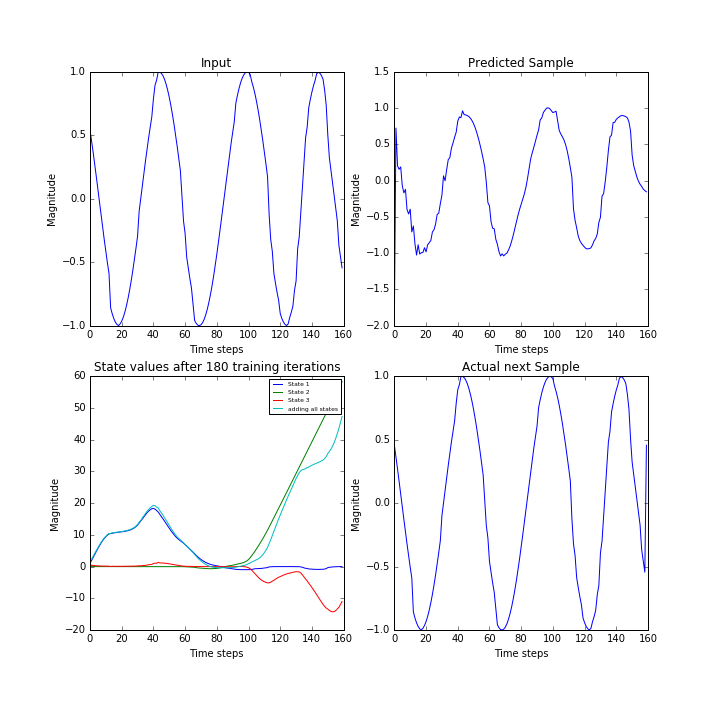 Input
Magnitude
1.0
0.5
0.0
−0.5
−1.0
0 20 40 60 80 100 120 140 160
Time steps
Predicted Sample
Magnitude
1.5
1.0
0.5
0.0
−0.5
−1.0
−1.5
−2.0
0 20 40 60 80 100 120 140 160
Time steps
State values after 180 training iterations
Magnitude
60
50
40
30
20
10
0
−10
−20
State 1
State 2
State 3
adding all states
0 20 40 60 80 100 120 140 160
Time steps
Actual next Sample
Magnitude
1.0
0.5
0.0
−0.5
−1.0
0 20 40 60 80 100 120 140 160
Time steps